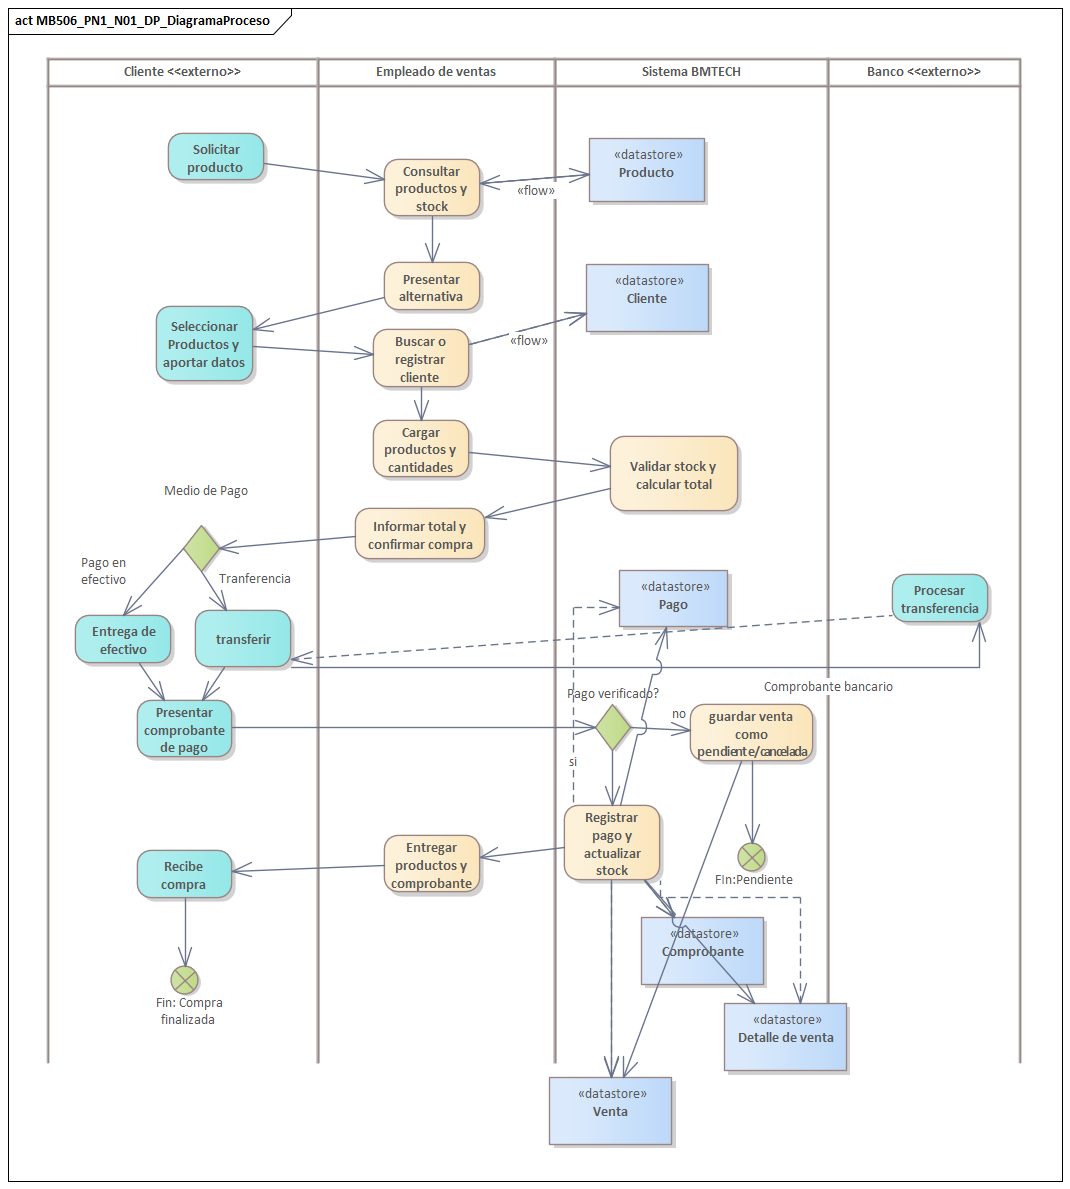 act MB506_PN1_N01_DP_DiagramaProceso
Cliente <<externo>>
Empleado de ventas
Sistema BMTECH
Banco <<externo>>
Solicitar
producto
Consultar
productos y
stock
«datastore»
Producto
«flow»
Presentar
alternativa
«datastore»
Cliente
Seleccionar
Productos y
aportar datos
Buscar o
registrar
cliente
«flow»
Cargar
productos y
cantidades
Validar stock y
calcular total
Medio de Pago
Informar total y
confirmar compra
Pago en
efectivo
Tranferencia
«datastore»
Pago
Procesar
transferencia
Entrega de
efectivo
transferir
Pago verificado?
Comprobante bancario
Presentar
comprobante
de pago
no
guardar venta
como
pendiente/cancelada
si
Registrar
pago y
actualizar
stock
Entregar
productos y
comprobante
Recibe
compra
FIn:Pendiente
«datastore»
Comprobante
Fin: Compra
finalizada
«datastore»
Detalle de venta
«datastore»
Venta